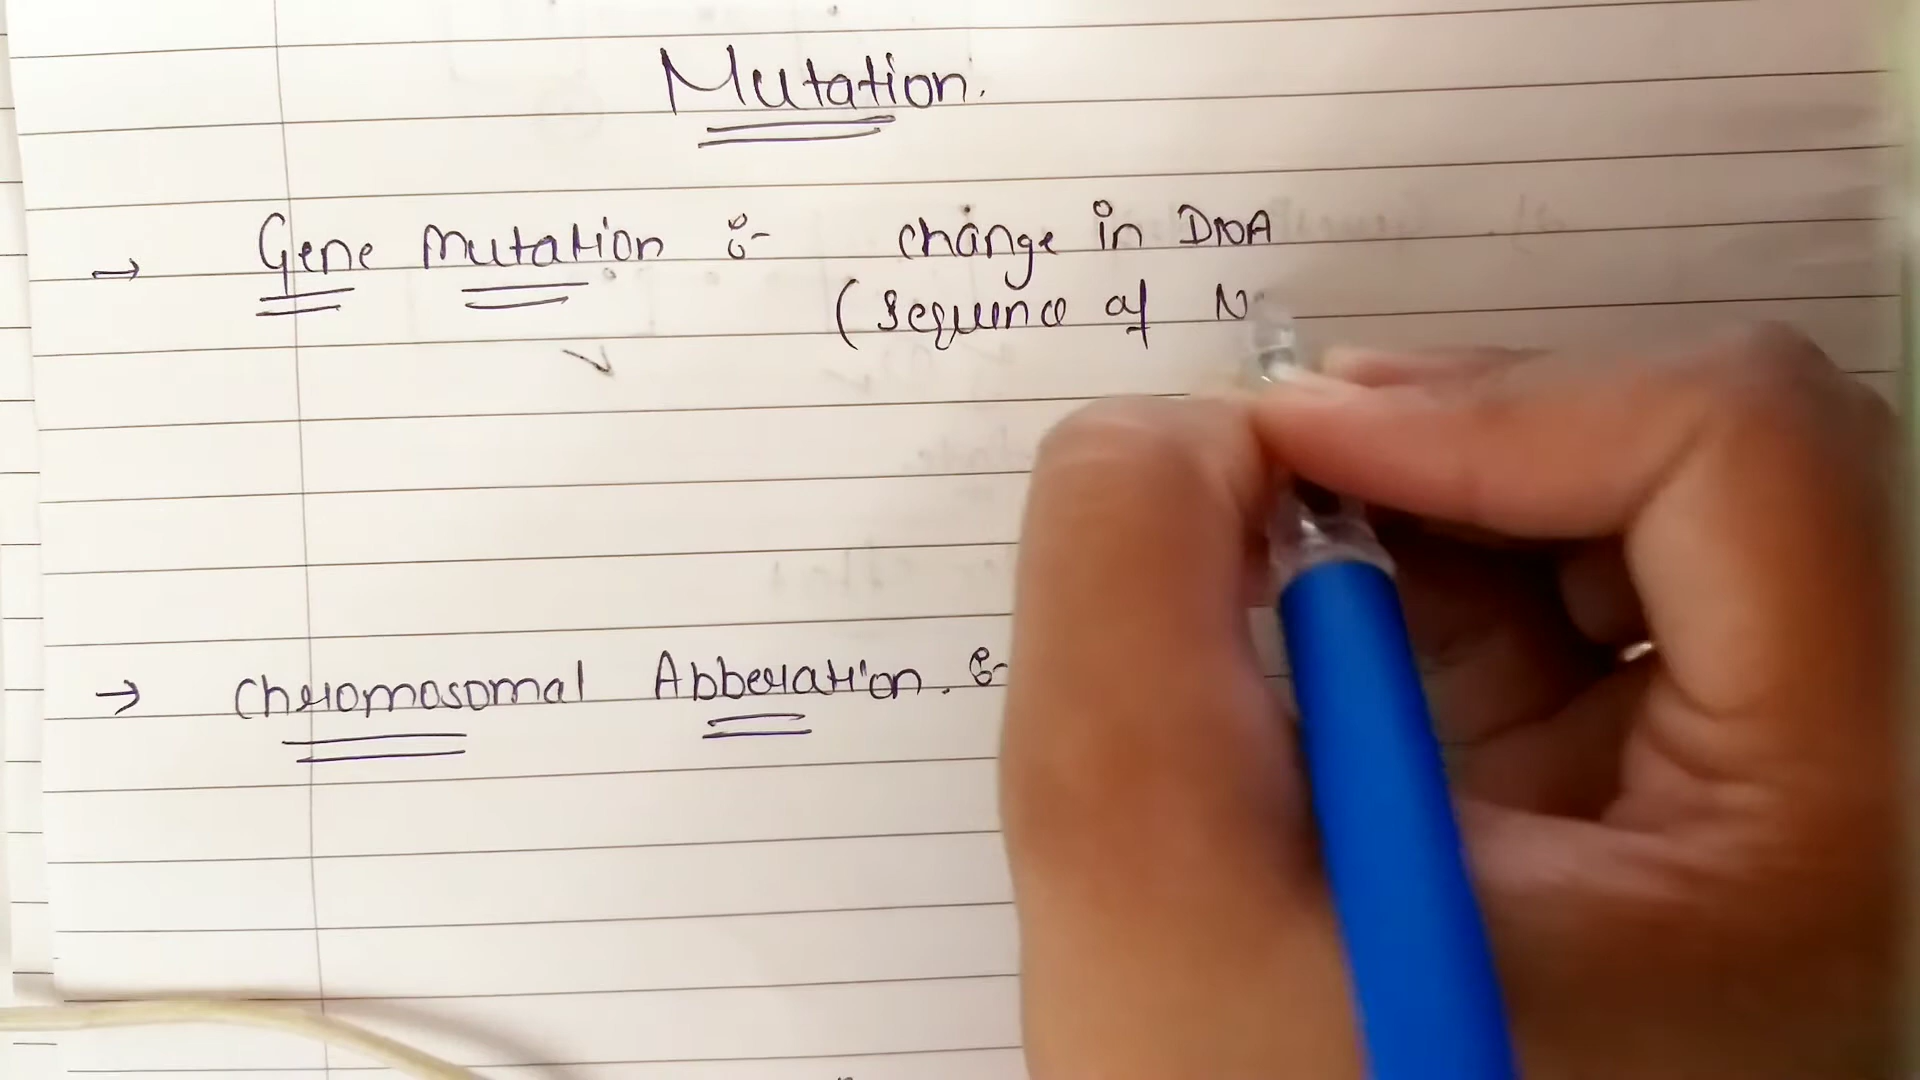 Mutation.
→ Gene Mutation :- change in DNA
(Sequence of
→ Chromosomal Abberation. :-